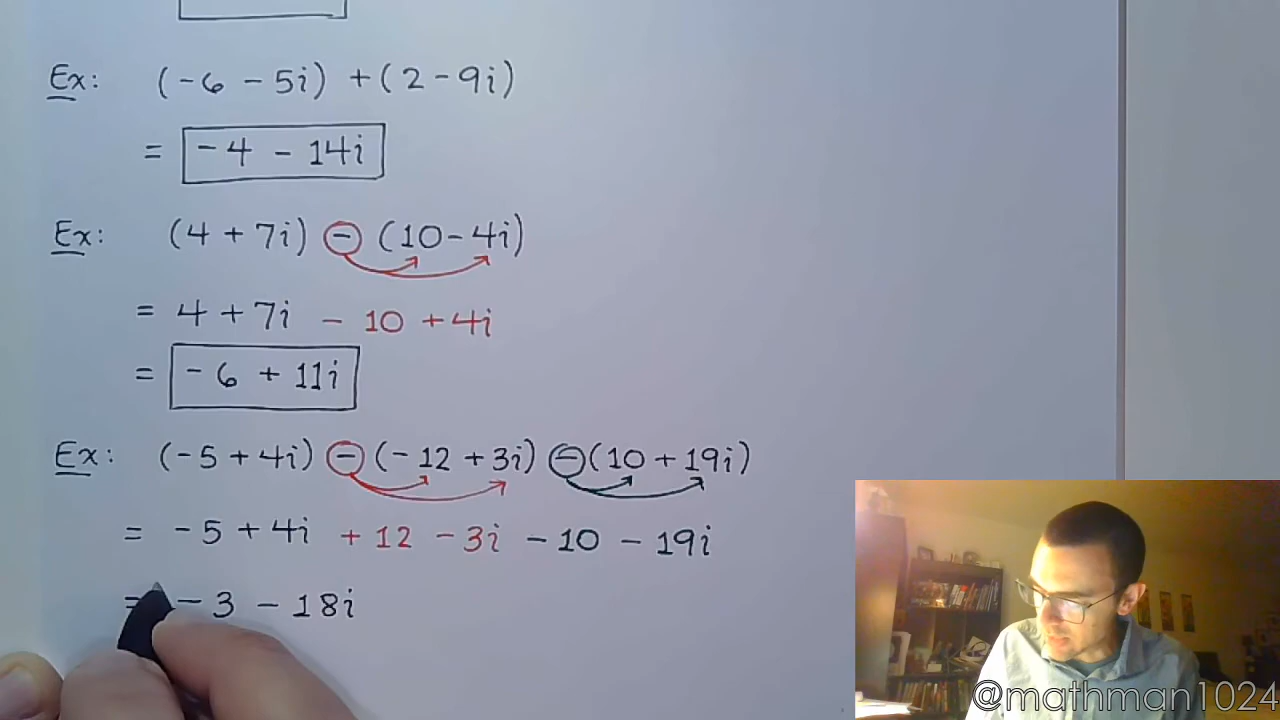 Ex: (-6 - 5i) + (2 - 9i)
= -4 - 14i
Ex: (4 + 7i) - (10 - 4i)
= 4 + 7i - 10 + 4i
= -6 + 11i
Ex: (-5 + 4i) - (-12 + 3i) - (10 + 19i)
= -5 + 4i + 12 - 3i - 10 - 19i
= -3 - 18i
@mathman1024